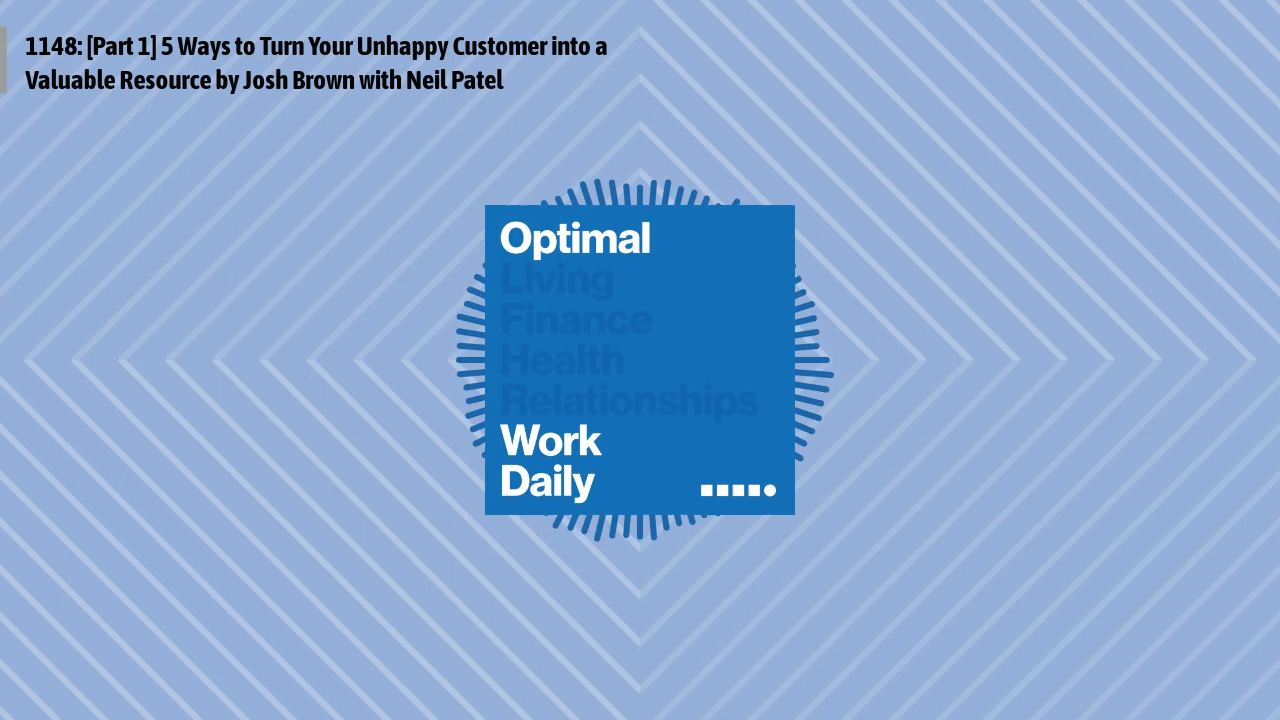 1148: [Part 1] 5 Ways to Turn Your Unhappy Customer into a
Valuable Resource by Josh Brown with Neil Patel
Optimal
Living
Finance
Health
Relationships
Work
Daily